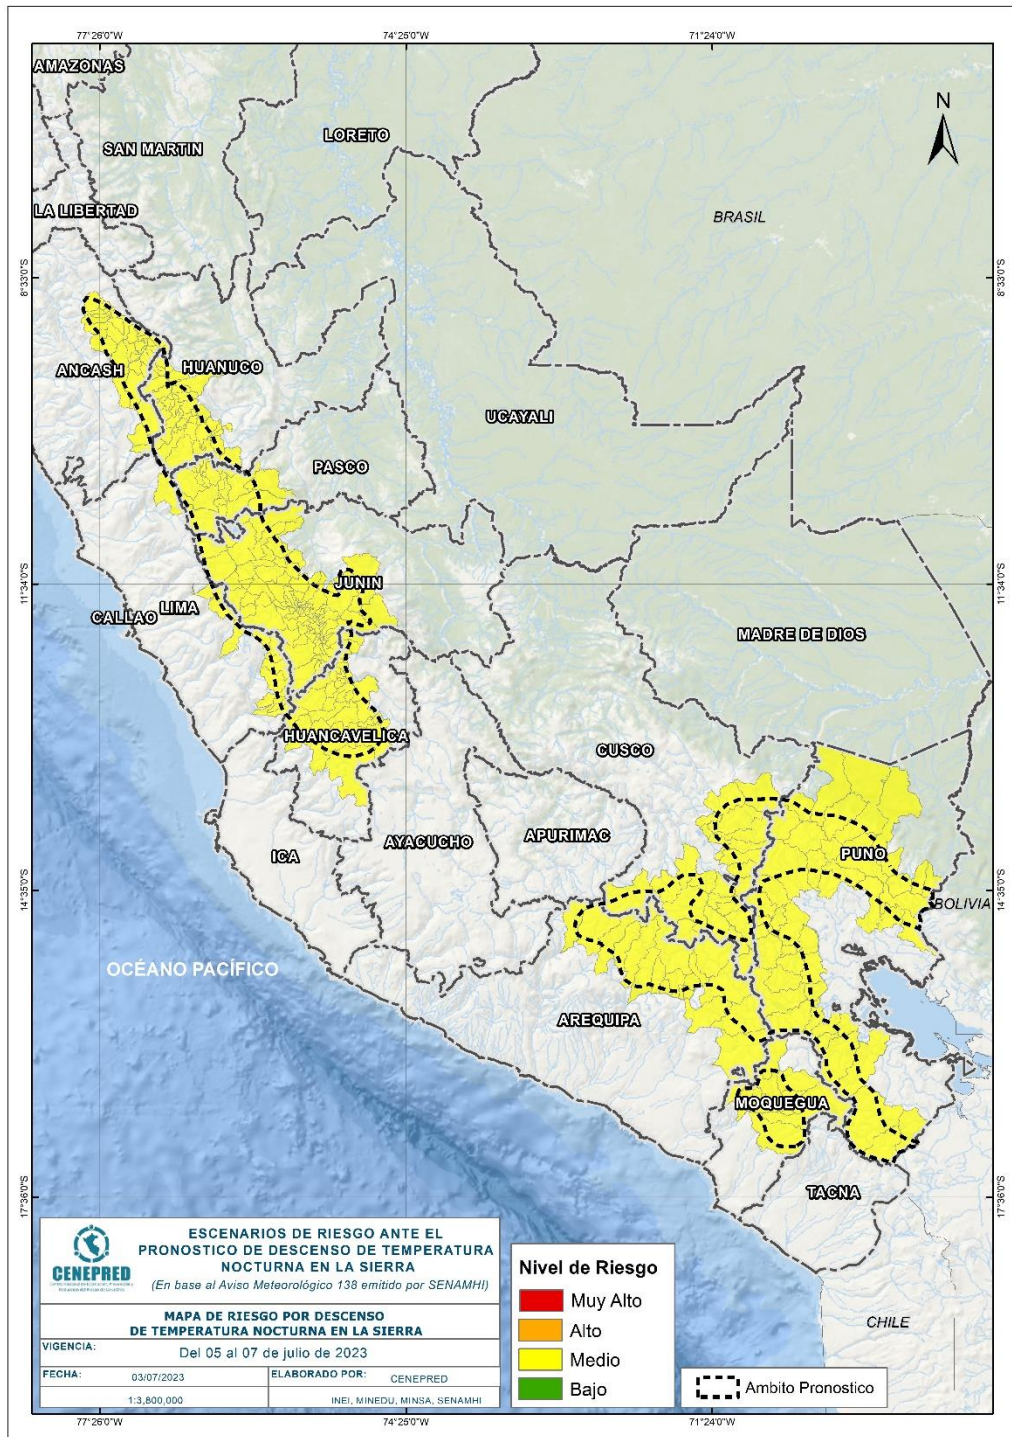 77°26'0"W
74°25'0"W
71°24'0"W
AMAZONAS
N
LORETO
SAN MARTIN
LA LIBERTAD
BRASIL
8°33'0"S
8°33'0"S
ANCASH
HUANUCO
UCAYALI
PASCO
11°34'0"S
JUNIN
11°34'0"S
CALLAO
LIMA
MADRE DE DIOS
HUANCAVELICA
CUSCO
AYACUCHO
APURIMAC
ICA
PUNO
14°35'0"S
14°35'0"S
BOLIVIA
OCÉANO PACÍFICO
AREQUIPA
MOQUEGUA
TACNA
17°36'0"S
17°36'0"S
CHILE
CENEPRED
ESCENARIOS DE RIESGO ANTE EL
PRONOSTICO DE DESCENSO DE TEMPERATURA
NOCTURNA EN LA SIERRA
(En base al Aviso Meteorológico 138 emitido por SENAMHI)
MAPA DE RIESGO POR DESCENSO
DE TEMPERATURA NOCTURNA EN LA SIERRA
VIGENCIA:
Del 05 al 07 de julio de 2023
FECHA:
03/07/2023
ELABORADO POR:
CENEPRED
1:3,800,000
INEI, MINEDU, MINSA, SENAMHI
Nivel de Riesgo
Muy Alto
Alto
Medio
Bajo
Ambito Pronostico
77°26'0"W
74°25'0"W
71°24'0"W